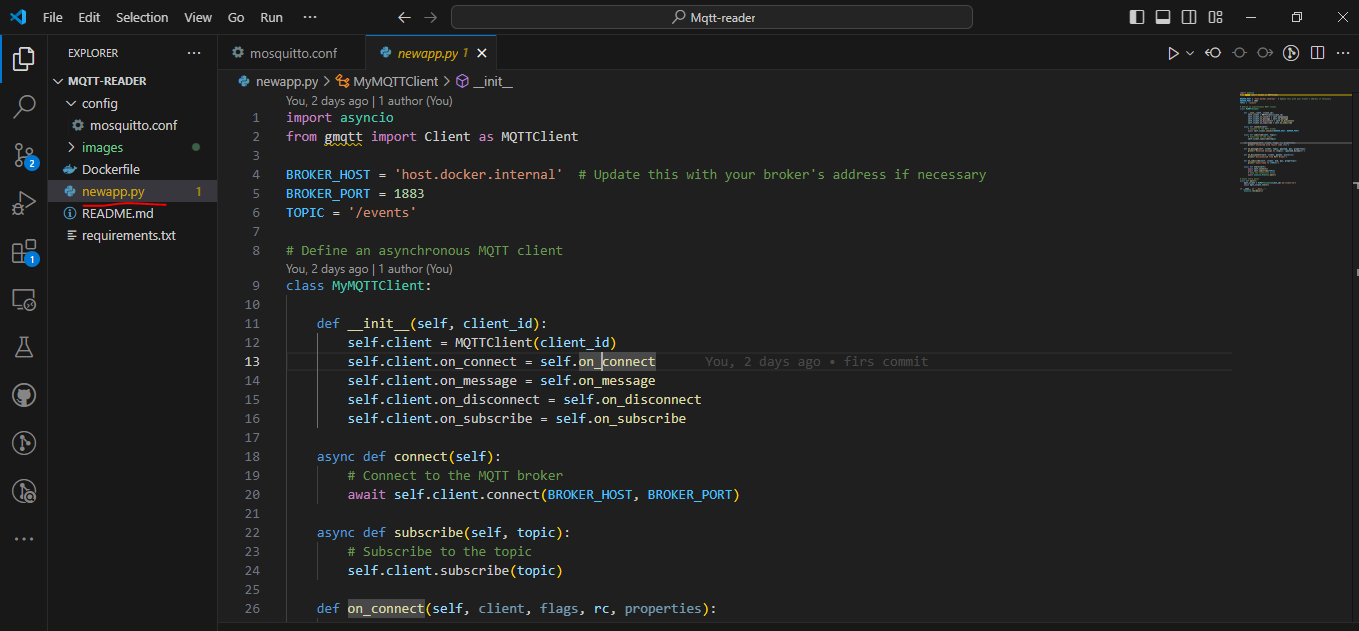 File Edit Selection View Go Run ··· Mqtt-reader
EXPLORER ···
MQTT-READER
config
mosquitto.conf
images
Dockerfile
newapp.py 1
README.md
requirements.txt
2
1
mosquitto.conf newapp.py 1
newapp.py > MyMQTTClient > __init__
You, 2 days ago | 1 author (You)
1 import asyncio
2 from gmqtt import Client as MQTTClient
3
4 BROKER_HOST = 'host.docker.internal'  # Update this with your broker's address if necessary
5 BROKER_PORT = 1883
6 TOPIC = '/events'
7
8 # Define an asynchronous MQTT client
You, 2 days ago | 1 author (You)
9 class MyMQTTClient:
10
11     def __init__(self, client_id):
12         self.client = MQTTClient(client_id)
13         self.client.on_connect = self.on_connect     You, 2 days ago • firs commit
14         self.client.on_message = self.on_message
15         self.client.on_disconnect = self.on_disconnect
16         self.client.on_subscribe = self.on_subscribe
17
18     async def connect(self):
19         # Connect to the MQTT broker
20         await self.client.connect(BROKER_HOST, BROKER_PORT)
21
22     async def subscribe(self, topic):
23         # Subscribe to the topic
24         self.client.subscribe(topic)
25
26     def on_connect(self, client, flags, rc, properties):